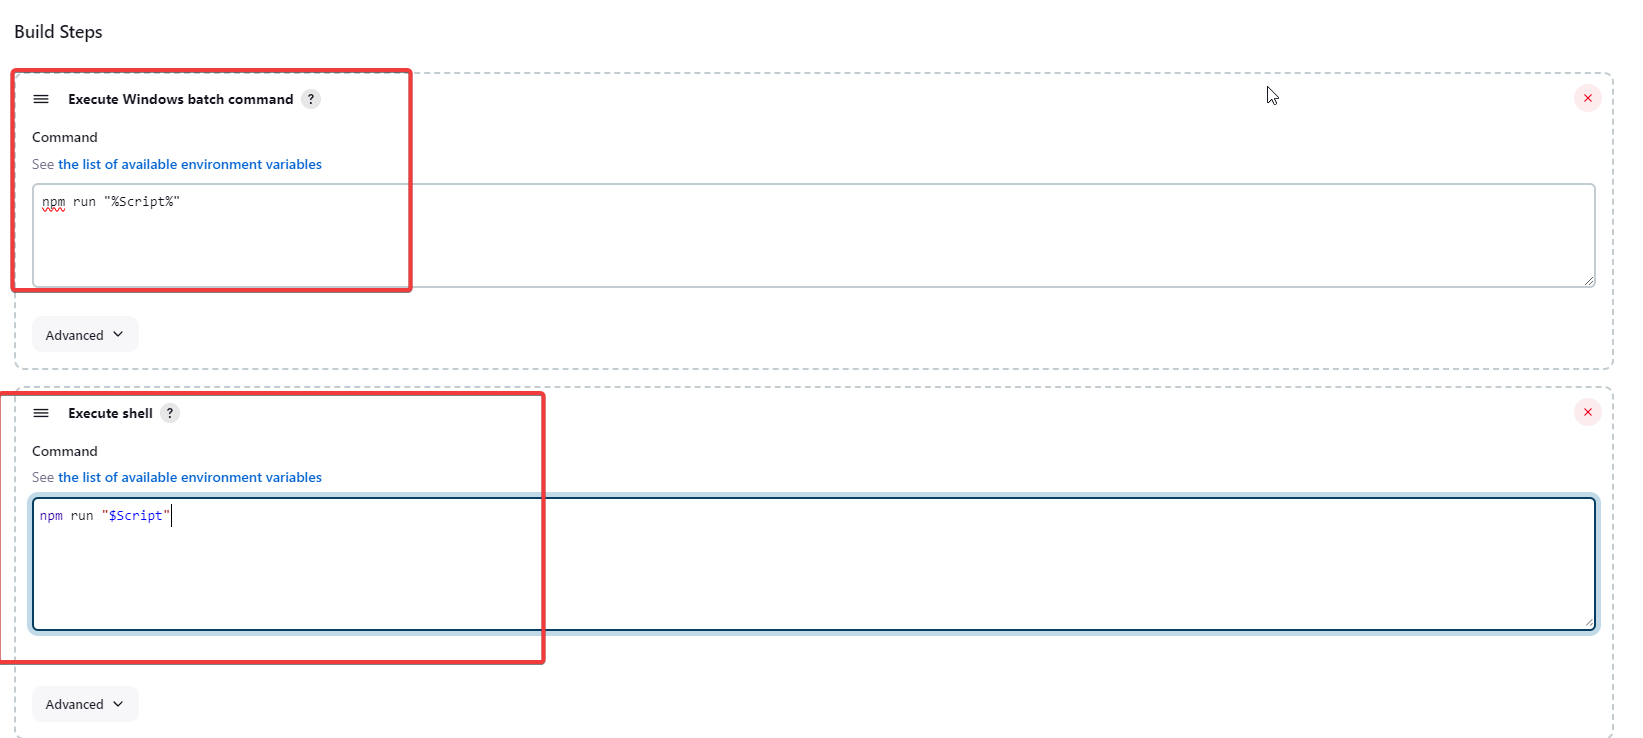 Build Steps
Execute Windows batch command ?
Command
See the list of available environment variables
npm run "%Script%"
Advanced
Execute shell ?
Command
See the list of available environment variables
npm run "$Script"
Advanced